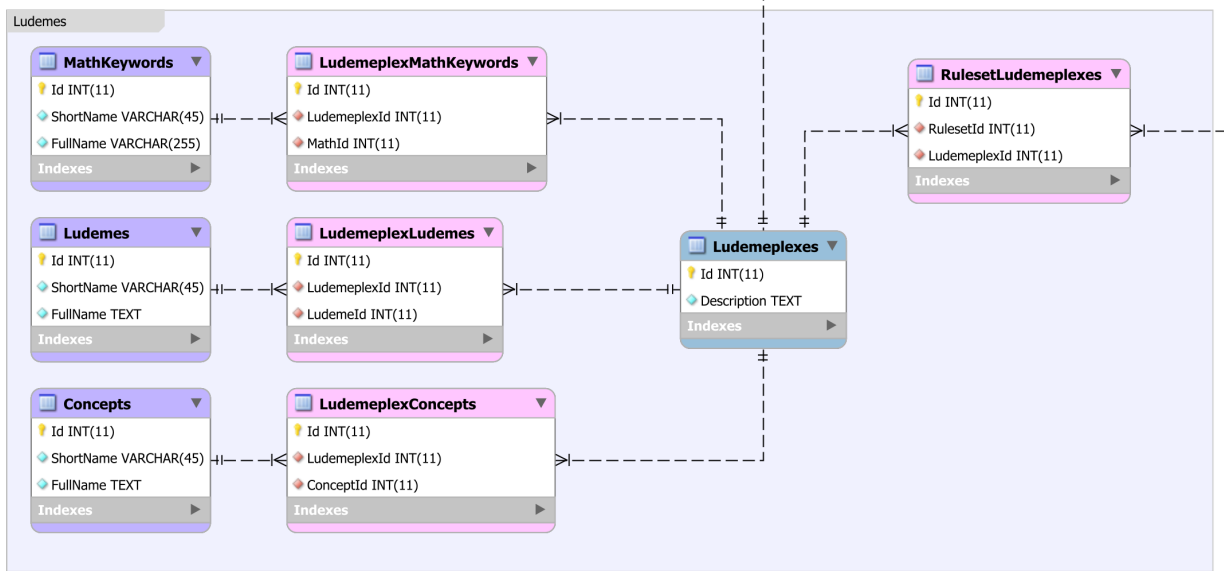 Ludemes
MathKeywords
Id INT(11)
ShortName VARCHAR(45)
FullName VARCHAR(255)
Indexes
LudemeplexMathKeywords
Id INT(11)
LudemeplexId INT(11)
MathId INT(11)
Indexes
RulesetLudemeplexes
Id INT(11)
RulesetId INT(11)
LudemeplexId INT(11)
Indexes
Ludemes
Id INT(11)
ShortName VARCHAR(45)
FullName TEXT
Indexes
LudemeplexLudemes
Id INT(11)
LudemeplexId INT(11)
LudemeId INT(11)
Indexes
Ludemeplexes
Id INT(11)
Description TEXT
Indexes
Concepts
Id INT(11)
ShortName VARCHAR(45)
FullName TEXT
Indexes
LudemeplexConcepts
Id INT(11)
LudemeplexId INT(11)
ConceptId INT(11)
Indexes